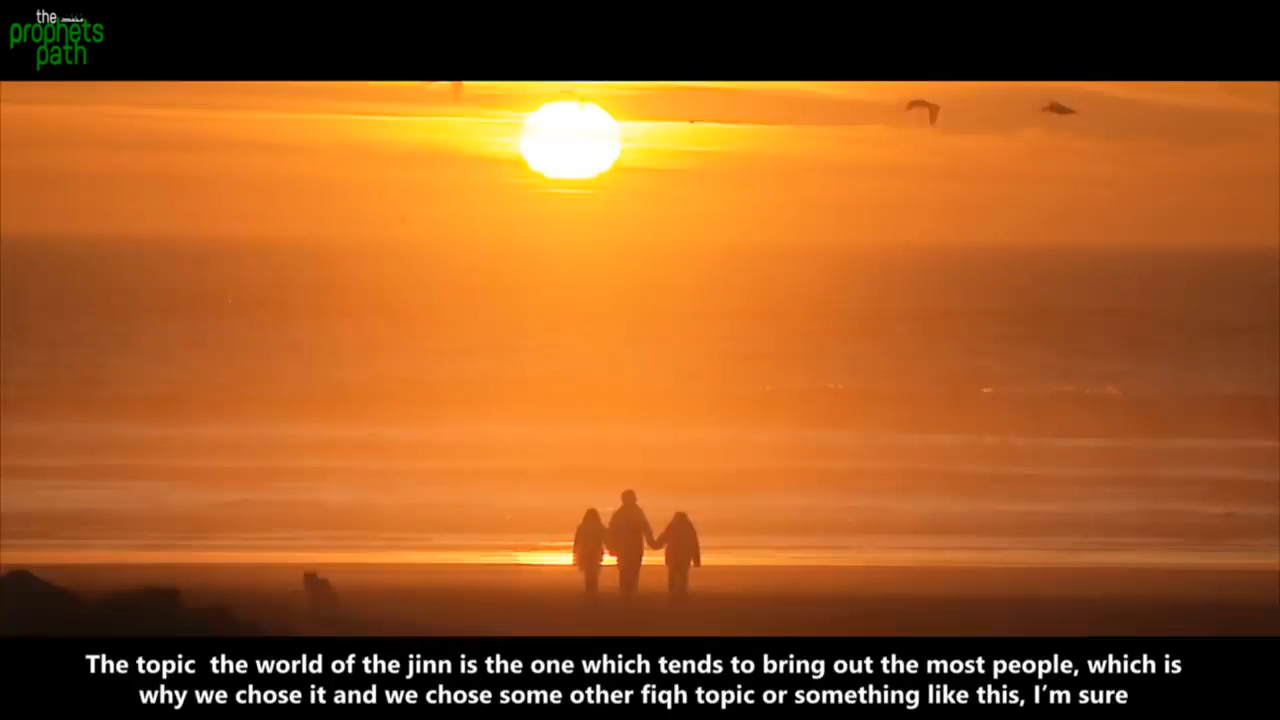 the
prophets
path
The topic  the world of the jinn is the one which tends to bring out the most people, which is
why we chose it and we chose some other fiqh topic or something like this, I'm sure